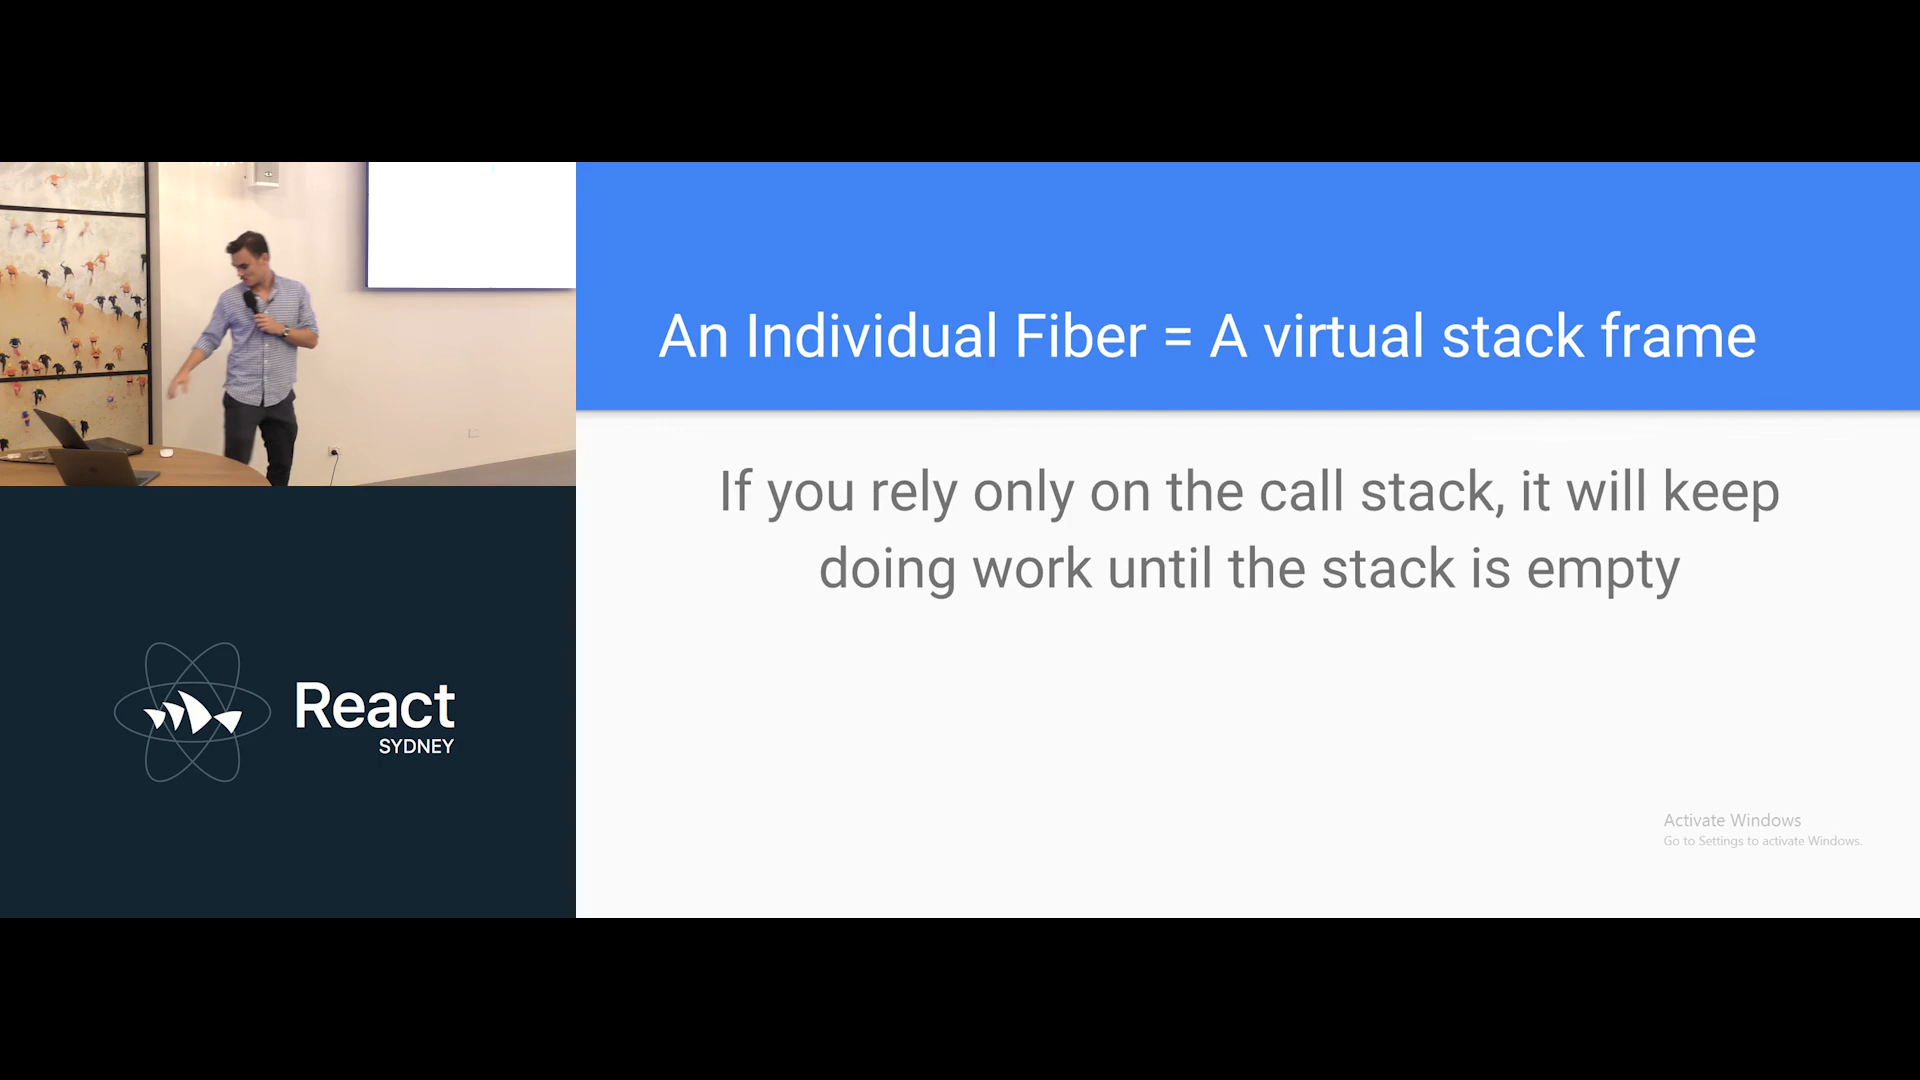 An Individual Fiber = A virtual stack frame
If you rely only on the call stack, it will keep
doing work until the stack is empty
React
SYDNEY
Activate Windows
Go to Settings to activate Windows.